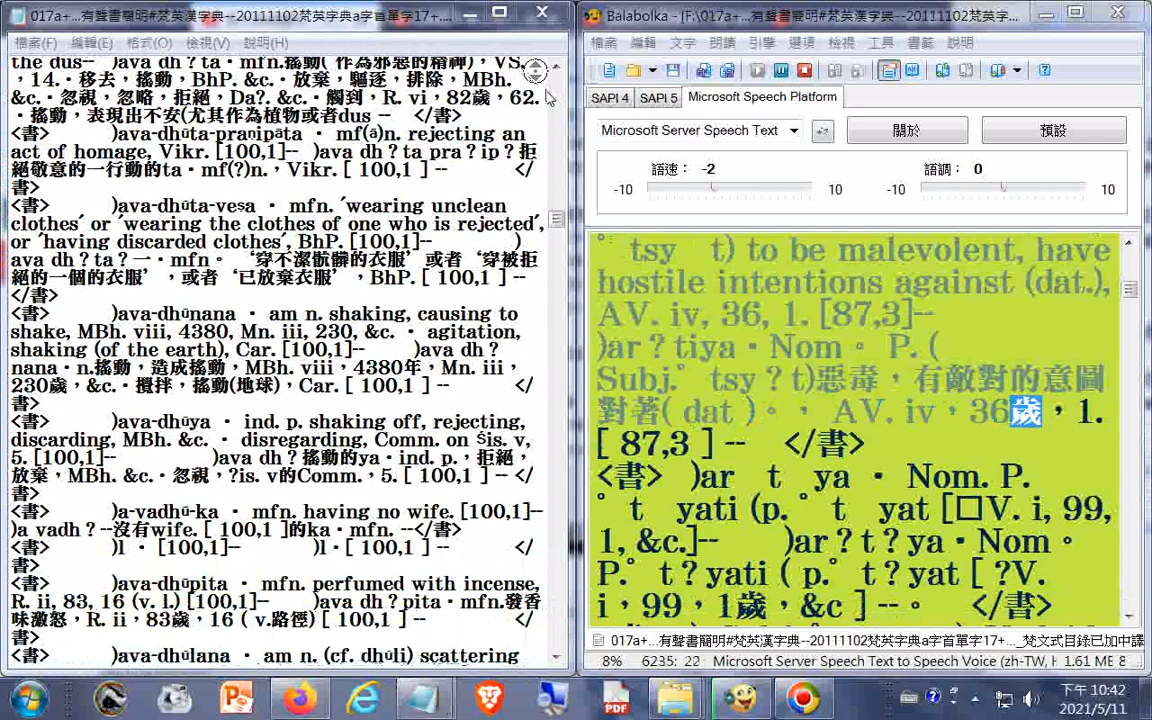 017a+...有聲書簡明#梵英漢字典--20111102梵英字典a字首單字17+...
檔案(F) 編輯(E) 格式(O) 檢視(V) 說明(H)
the dus--)ava dh ? ta‧mfn.搖動( 作為邪惡的精神), VS.
，14.‧移去，搖動，BhP. &c.‧放棄，驅逐，排除，MBh.
&c.‧忽視，忽略，拒絕，Da?. &c.‧觸到，R. vi，82歲，62.
‧搖動，表現出不安(尤其作為植物或者dus -- </書>
<書> )ava-dhūta-praṇipāta ‧ mf(ā)n. rejecting an
act of homage, Vikr. [100,1]-- )ava dh ? ta pra ? ip ? 拒
絕敬意的一行動的ta‧mf(?)n.，Vikr. [ 100,1 ] -- </
書>
<書> )ava-dhūta-veṣa ‧ mfn. 'wearing unclean
clothes' or 'wearing the clothes of one who is rejected',
or 'having discarded clothes', BhP. [100,1]-- )
ava dh ? ta ? 一‧mfn。‘穿不潔骯髒的衣服’或者‘穿被拒
絕的一個的衣服’，或者‘已放棄衣服’，BhP. [ 100,1 ] --
</書>
<書> )ava-dhūnana ‧ am n. shaking, causing to
shake, MBh. viii, 4380, Mn. iii, 230, &c. ‧ agitation,
shaking (of the earth), Car. [100,1]-- )ava dh ?
nana‧n.搖動，造成搖動，MBh. viii，4380年，Mn. iii，
230歲，&c.‧攪拌，搖動(地球)，Car. [ 100,1 ] -- </
書>
<書> )ava-dhūya ‧ ind. p. shaking off, rejecting,
discarding, MBh. &c. ‧ disregarding, Comm. on Śiś. v,
5. [100,1]-- )ava dh ? 搖動的ya‧ind. p.，拒絕，
放棄，MBh. &c.‧忽視，?is. v的Comm.，5. [ 100,1 ] -- </
書>
<書> )a-vadhū-ka ‧ mfn. having no wife. [100,1]--
)a vadh ? --沒有wife. [ 100,1 ]的ka‧mfn. --</書>
<書> )l ‧ [100,1]-- )l‧[ 100,1 ] -- </
書>
<書> )ava-dhūpita ‧ mfn. perfumed with incense,
R. ii, 83, 16 (v. l.) [100,1]-- )ava dh ? pita‧mfn.發香
味激怒，R. ii，83歲，16 ( v.路徑) [ 100,1 ] -- </
書>
<書> )ava-dhūlana ‧ am n. (cf. dhūli) scattering
Balabolka - [F:\017a+...有聲書簡明#梵英漢字典--20111102梵英字...
檔案 編輯 文字 朗讀 引擎 選項 檢視 工具 書籤 說明
SAPI 4 SAPI 5 Microsoft Speech Platform
Microsoft Server Speech Text 關於 預設
語速： -2 語調： 0
-10 10 -10 10
° tsy t) to be malevolent, have
hostile intentions against (dat.),
AV. iv, 36, 1. [87,3]--
)ar ? tiya‧Nom。 P. (
Subj.° tsy ? t)惡毒，有敵對的意圖
對著( dat )。， AV. iv，36歲，1.
[ 87,3 ] -- </書>
<書> )ar t ya ‧ Nom. P.
° t yati (p. ° t yat [□V. i, 99,
1, &c.]-- )ar ? t ? ya‧Nom。
P.° t ? yati ( p.° t ? yat [ ?V.
i，99，1歲，&c ] --。 </書>
017a+...有聲書簡明#梵英漢字典--20111102梵英字典a字首單字17+..._梵文式目錄已加中譯
8% 6235: 22 Microsoft Server Speech Text to Speech Voice (zh-TW, H 1.61 MB 8
下午 10:42
2021/5/11